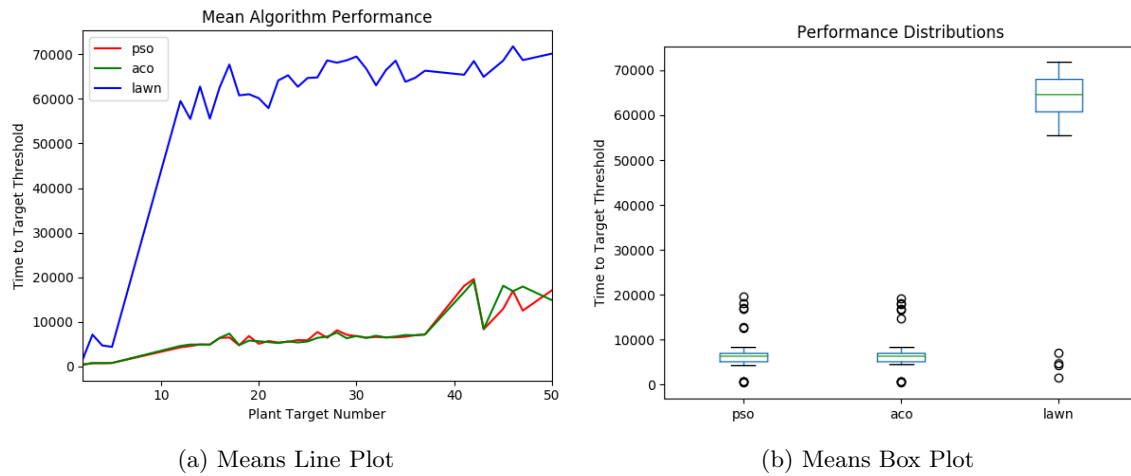 Mean Algorithm Performance
pso
aco
lawn
70000
60000
50000
40000
30000
20000
10000
0
Time to Target Threshold
10
20
30
40
50
Plant Target Number
(a) Means Line Plot
Performance Distributions
70000
60000
50000
40000
30000
20000
10000
0
Time to Target Threshold
pso
aco
lawn
(b) Means Box Plot